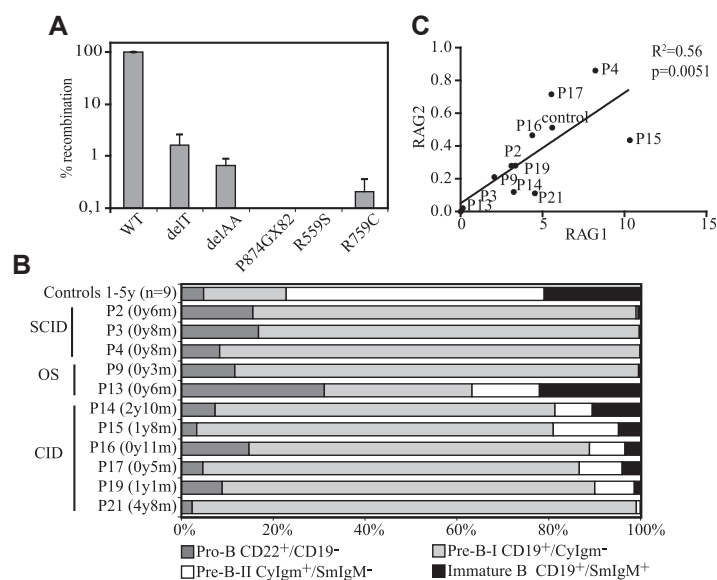 A
% recombination
100
10
1
0,1
WT
delT
delAA
P874GX82
R559S
R759C
C
R2=0.56
p=0.0051
RAG2
1.0
0.8
0.6
0.4
0.2
0.0
P4
P17
control
P16
P15
P2
P19
P9
P14
P21
P3
P13
0
5
10
15
RAG1
B
Controls 1-5y (n=9)
SCID
P2 (0y6m)
P3 (0y8m)
P4 (0y8m)
OS
P9 (0y3m)
P13 (0y6m)
CID
P14 (2y10m)
P15 (1y8m)
P16 (0y11m)
P17 (0y5m)
P19 (1y1m)
P21 (4y8m)
0% 20% 40% 60% 80% 100%
Pro-B CD22+/CD19-
Pre-B-I CD19+/CyIgm-
Pre-B-II CyIgm+/SmIgM-
Immature B CD19+/SmIgM+